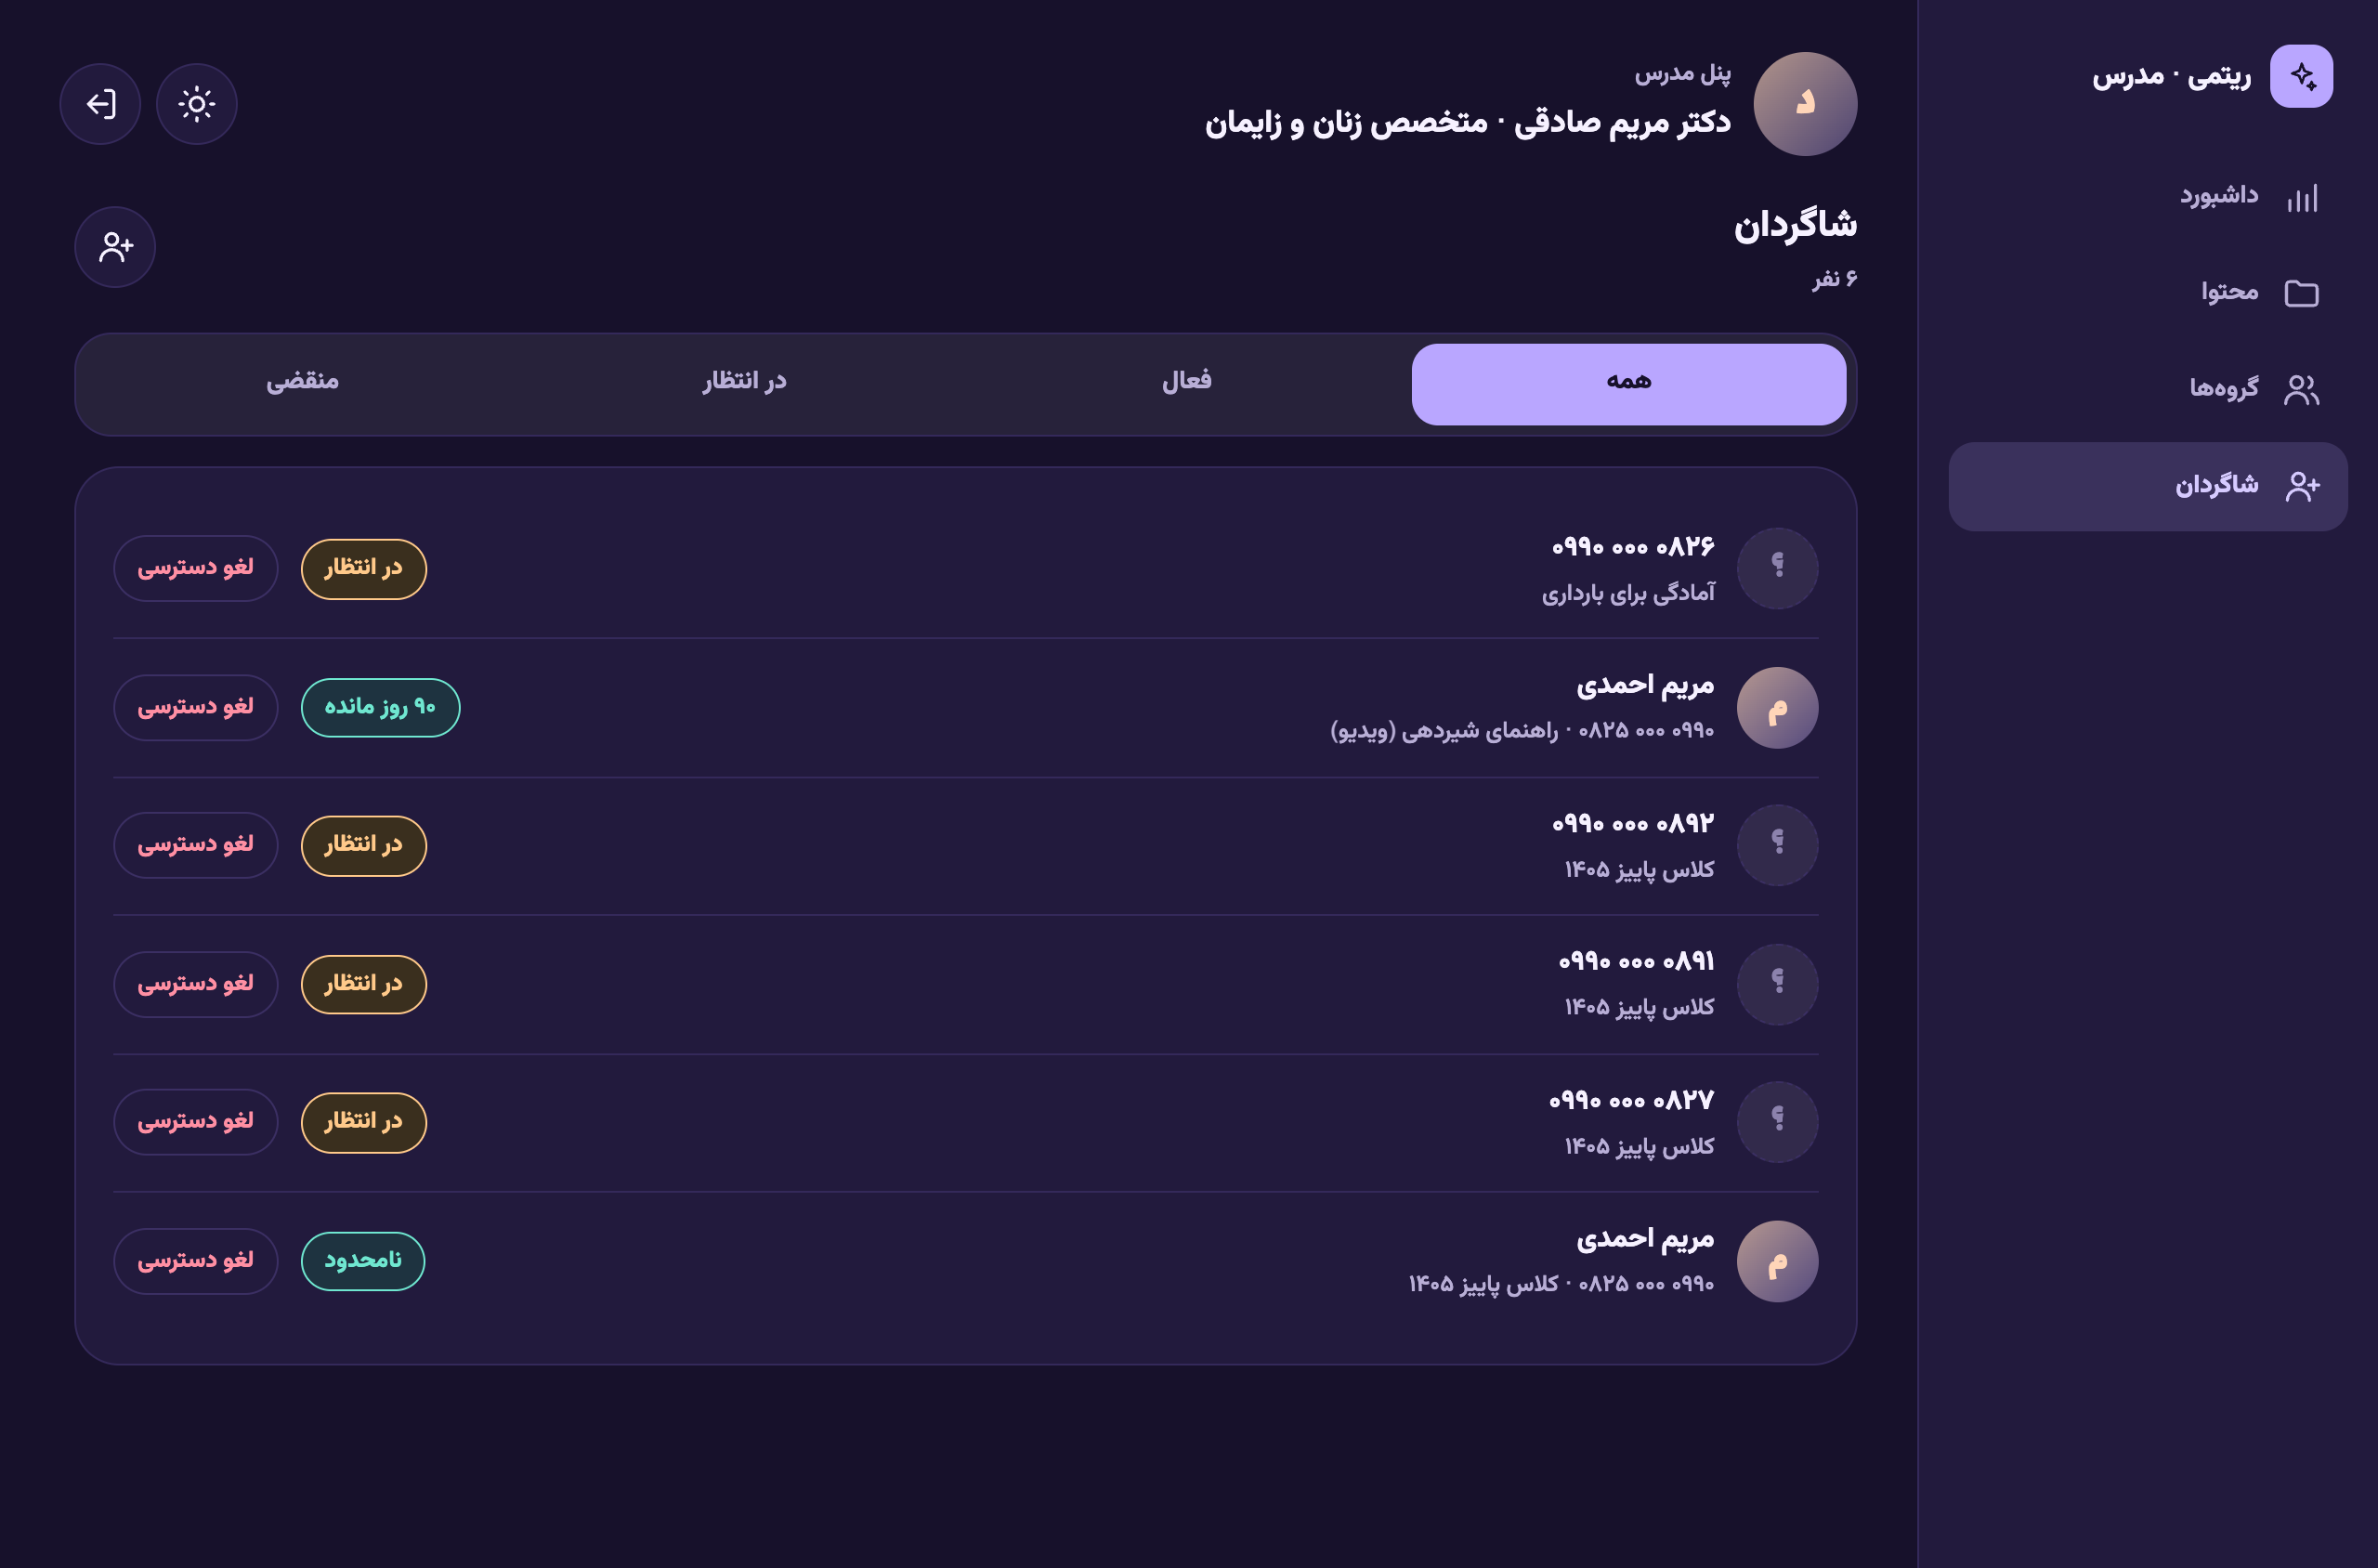 ریتمی · مدرس
داشبورد
محتوا
گروه‌ها
شاگردان
د
پنل مدرس
دکتر مریم صادقی · متخصص زنان و زایمان
شاگردان
۶ نفر
همه
فعال
در انتظار
منقضی
؟
۰۹۹۰ ۰۰۰ ۰۸۲۶
آمادگی برای بارداری
در انتظار
لغو دسترسی
م
مریم احمدی
۰۹۹۰ ۰۰۰ ۰۸۲۵ · راهنمای شیردهی (ویدیو)
۹۰ روز مانده
لغو دسترسی
؟
۰۹۹۰ ۰۰۰ ۰۸۹۲
کلاس پاییز ۱۴۰۵
در انتظار
لغو دسترسی
؟
۰۹۹۰ ۰۰۰ ۰۸۹۱
کلاس پاییز ۱۴۰۵
در انتظار
لغو دسترسی
؟
۰۹۹۰ ۰۰۰ ۰۸۲۷
کلاس پاییز ۱۴۰۵
در انتظار
لغو دسترسی
م
مریم احمدی
۰۹۹۰ ۰۰۰ ۰۸۲۵ · کلاس پاییز ۱۴۰۵
نامحدود
لغو دسترسی